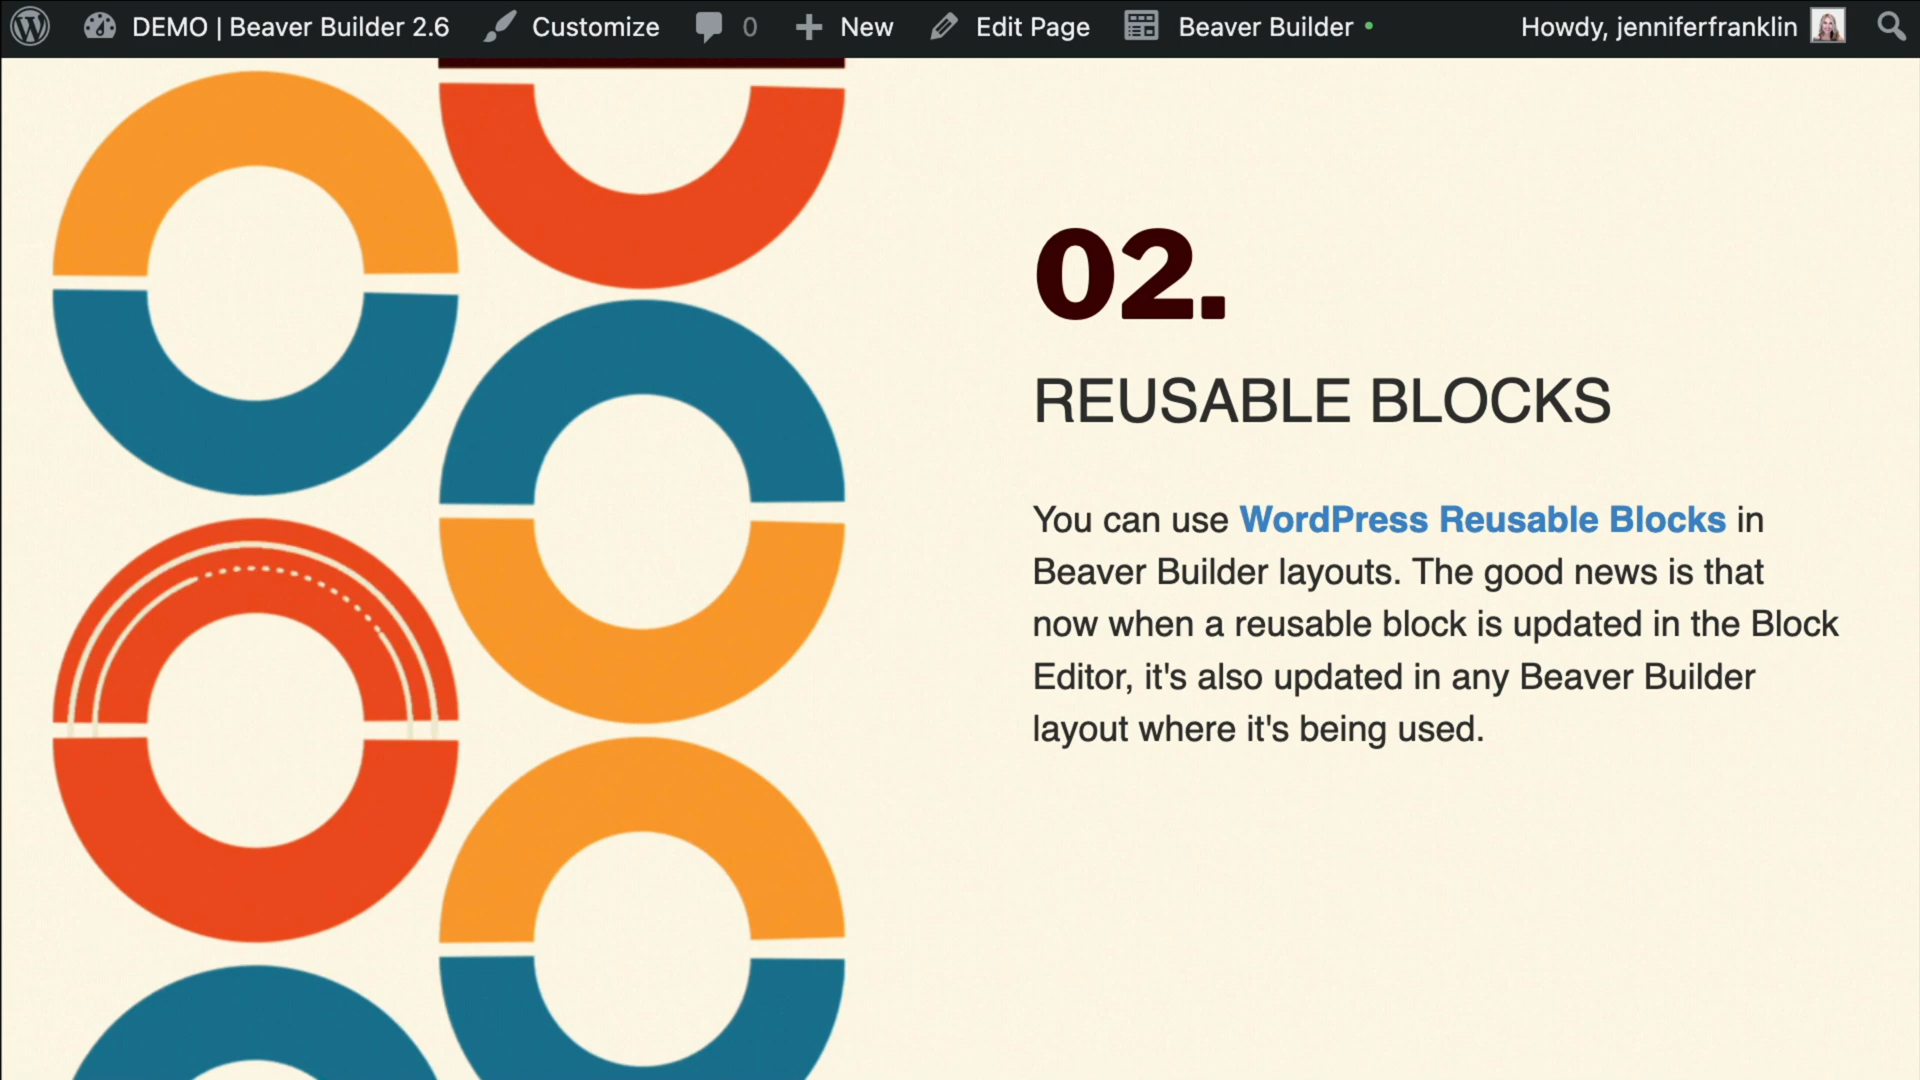 DEMO | Beaver Builder 2.6 Customize 0 New Edit Page Beaver Builder Howdy, jenniferfranklin
02.
REUSABLE BLOCKS
You can use WordPress Reusable Blocks in
Beaver Builder layouts. The good news is that
now when a reusable block is updated in the Block
Editor, it's also updated in any Beaver Builder
layout where it's being used.